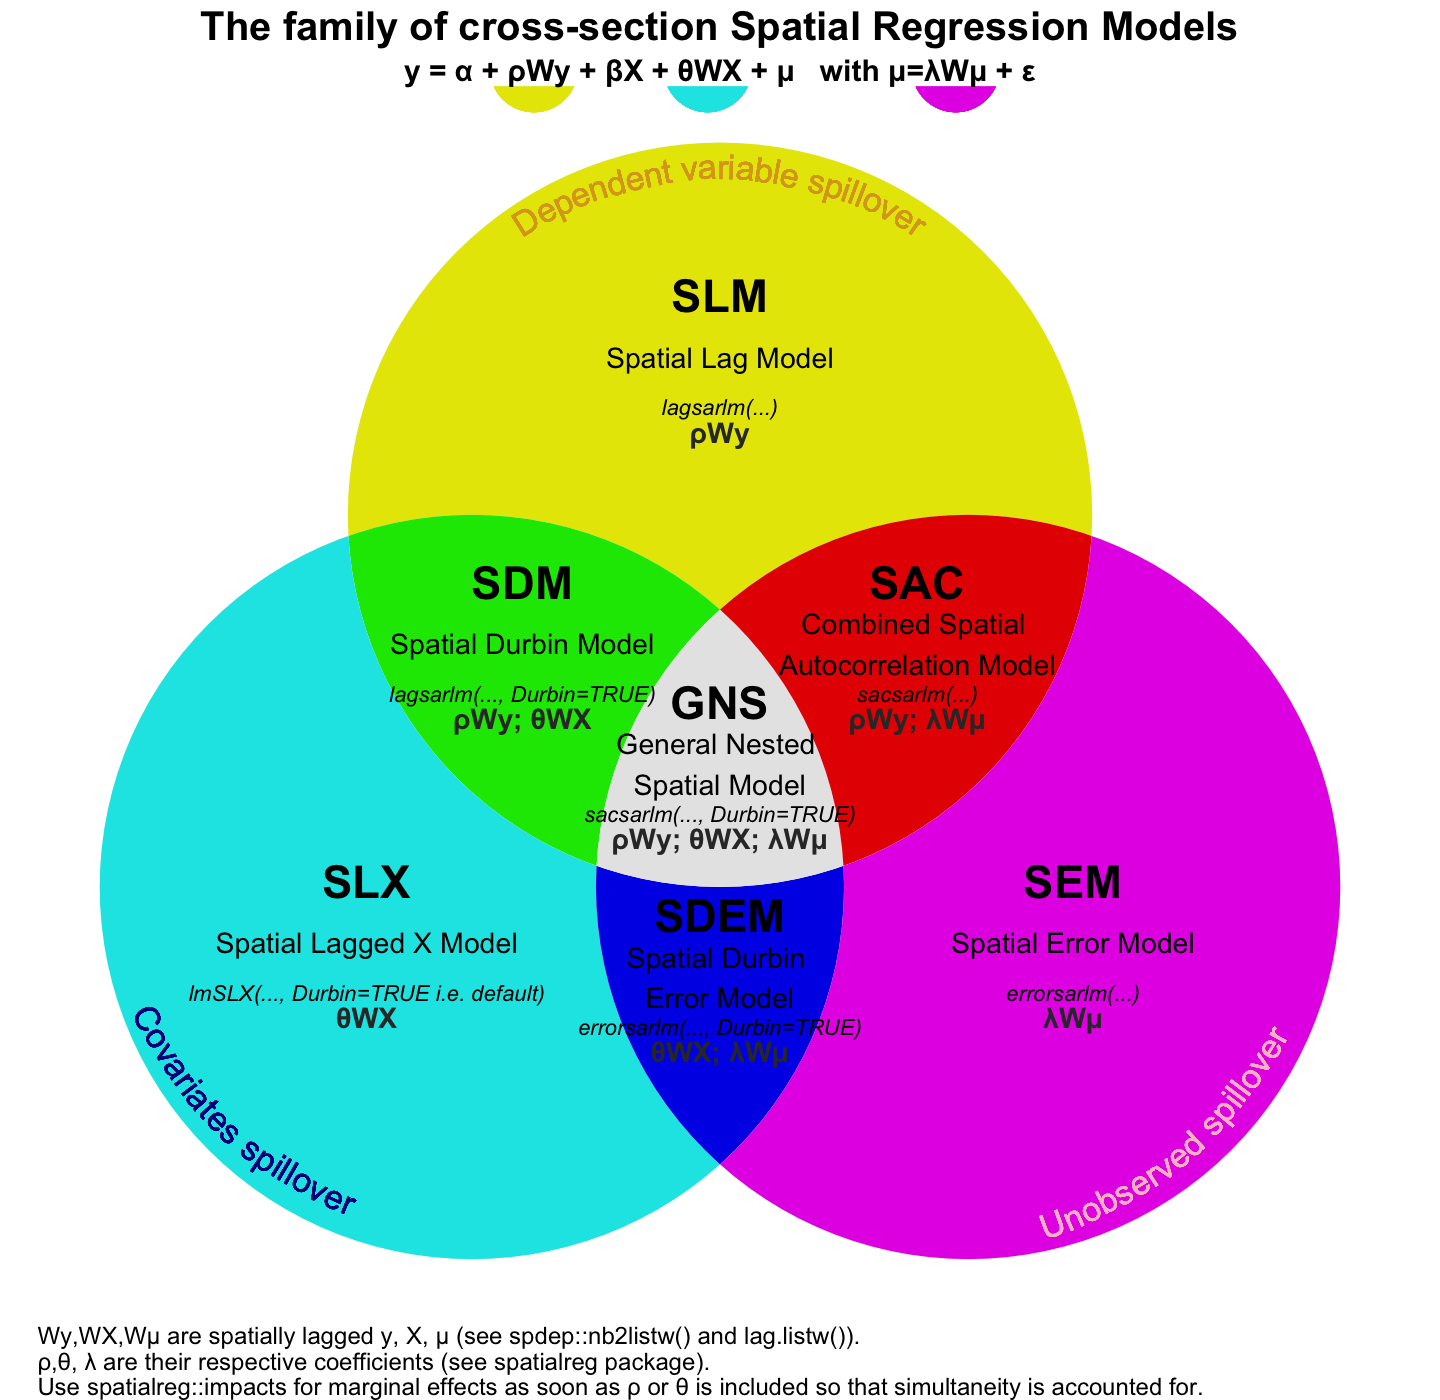 The family of cross-section Spatial Regression Models
y = α + ρWy + βX + θWX + μ   with μ=λWμ + ε
Dependent variable spillover
SLM
Spatial Lag Model
lagsarlm(...)
ρWy
SDM
Spatial Durbin Model
lagsarlm(..., Durbin=TRUE)
ρWy; θWX
SAC
Combined Spatial
Autocorrelation Model
sacsarlm(...)
ρWy; λWμ
GNS
General Nested
Spatial Model
sacsarlm(..., Durbin=TRUE)
ρWy; θWX; λWμ
SLX
Spatial Lagged X Model
lmSLX(..., Durbin=TRUE i.e. default)
θWX
SDEM
Spatial Durbin
Error Model
errorsarlm(..., Durbin=TRUE)
θWX; λWμ
SEM
Spatial Error Model
errorsarlm(...)
λWμ
Covariates spillover
Unobserved spillover
Wy,WX,Wμ are spatially lagged y, X, μ (see spdep::nb2listw() and lag.listw()).
ρ,θ, λ are their respective coefficients (see spatialreg package).
Use spatialreg::impacts for marginal effects as soon as ρ or θ is included so that simultaneity is accounted for.